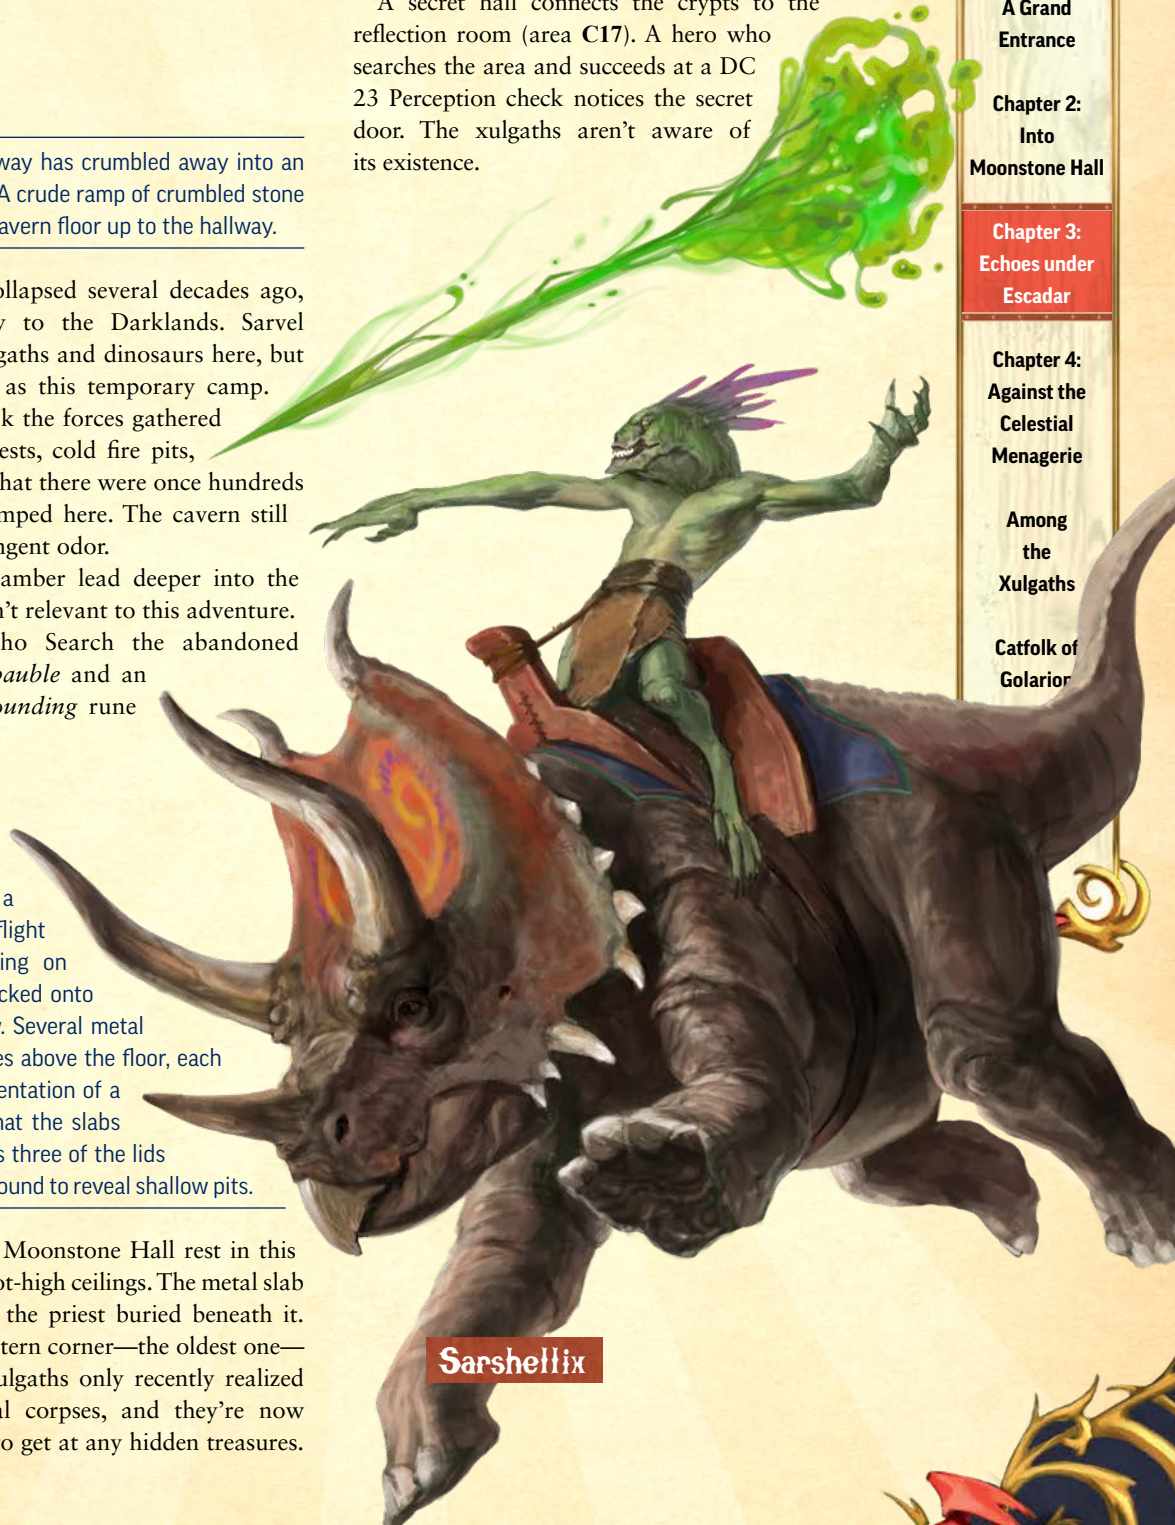 way has crumbled away into an
A crude ramp of crumbled stone
avern floor up to the hallway.
ollapsed several decades ago,
y to the Darklands. Sarvel
gaths and dinosaurs here, but
as this temporary camp.
k the forces gathered
ests, cold fire pits,
hat there were once hundreds
mped here. The cavern still
ngent odor.
amber lead deeper into the
n't relevant to this adventure.
ho Search the abandoned
bauble and an
ounding rune
a
flight
ing on
cked onto
. Several metal
es above the floor, each
entation of a
hat the slabs
s three of the lids
ound to reveal shallow pits.
Moonstone Hall rest in this
ot-high ceilings. The metal slab
the priest buried beneath it.
tern corner—the oldest one—
ulgaths only recently realized
al corpses, and they're now
to get at any hidden treasures.
A secret hall connects the crypts to the
reflection room (area C17). A hero who
searches the area and succeeds at a DC
23 Perception check notices the secret
door. The xulgaths aren't aware of
its existence.
Sarshellix
A Grand
Entrance
Chapter 2:
Into
Moonstone Hall
Chapter 3:
Echoes under
Escadar
Chapter 4:
Against the
Celestial
Menagerie
Among
the
Xulgaths
Catfolk of
Golarion